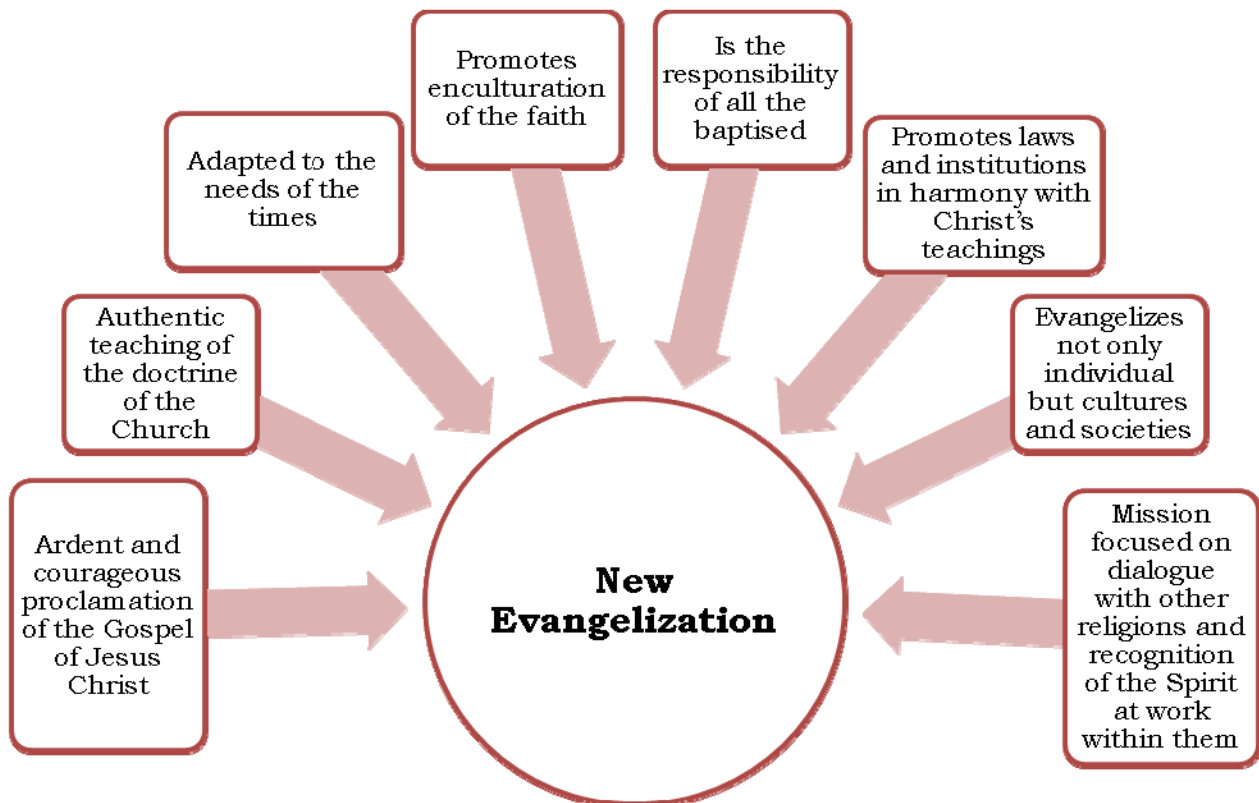 Ardent and
courageous
proclamation
of the Gospel
of Jesus
Christ
Authentic
teaching of
the doctrine
of the
Church
Adapted to the
needs of the
times
Promotes
enculturation
of the faith
Is the
responsibility
of all the
baptised
Promotes laws
and institutions
in harmony with
Christ's
teachings
Evangelizes
not only
individual
but cultures
and societies
Mission
focused on
dialogue
with other
religions and
recognition
of the Spirit
at work
within them
New
Evangelization